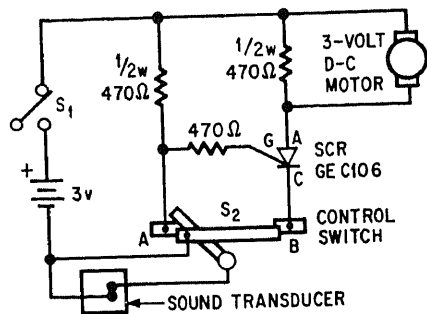 1/2w
470Ω
1/2w
470Ω
3-VOLT
D-C
MOTOR
S1
470Ω
G
A
C
SCR
GE C106
+
3v
A
S2
B
CONTROL
SWITCH
SOUND TRANSDUCER